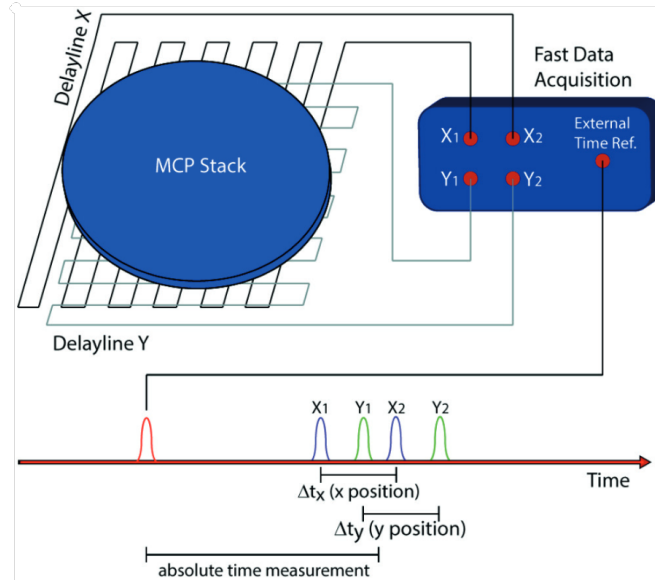 Delayline X
MCP Stack
Fast Data
Acquisition
X1 X2
External
Time Ref.
Y1 Y2
Delayline Y
X1 Y1 X2 Y2
Time
Δtx (x position)
Δty (y position)
absolute time measurement